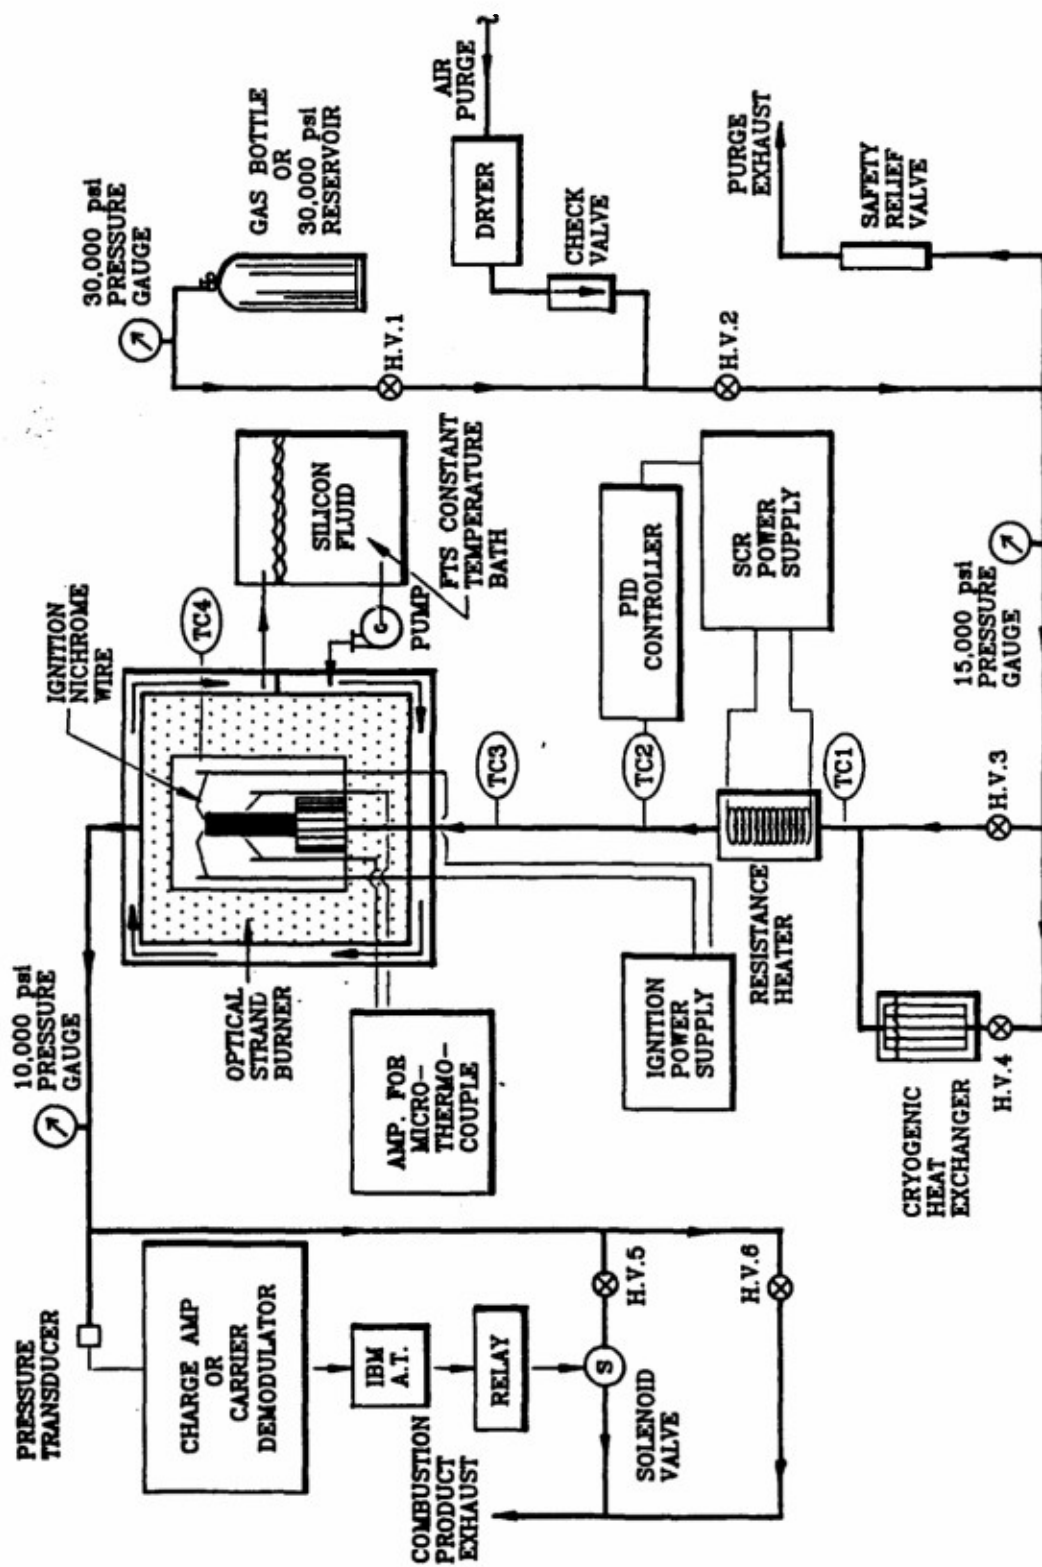 PRESSURE
TRANSDUCER
CHARGE AMP
OR
CARRIER
DEMODULATOR
IBM
A.T.
RELAY
COMBUSTION
PRODUCT
EXHAUST
S
SOLENOID
VALVE
H.V.5
H.V.6
10,000 psi
PRESSURE
GAUGE
OPTICAL
STRAND
BURNER
AMP. FOR
MICRO-
THERMO-
COUPLE
IGNITION
NICHROME
WIRE
TC4
SILICON
FLUID
PUMP
FTS CONSTANT
TEMPERATURE
BATH
30,000 psi
PRESSURE
GAUGE
GAS BOTTLE
OR
30,000 psi
RESERVOIR
H.V.1
AIR
PURGE
DRYER
CHECK
VALVE
H.V.2
PURGE
EXHAUST
SAFETY
RELIEF
VALVE
TC3
TC2
PID
CONTROLLER
SCR
POWER
SUPPLY
IGNITION
POWER
SUPPLY
RESISTANCE
HEATER
TC1
CRYOGENIC
HEAT
EXCHANGER
H.V.4
H.V.3
15,000 psi
PRESSURE
GAUGE